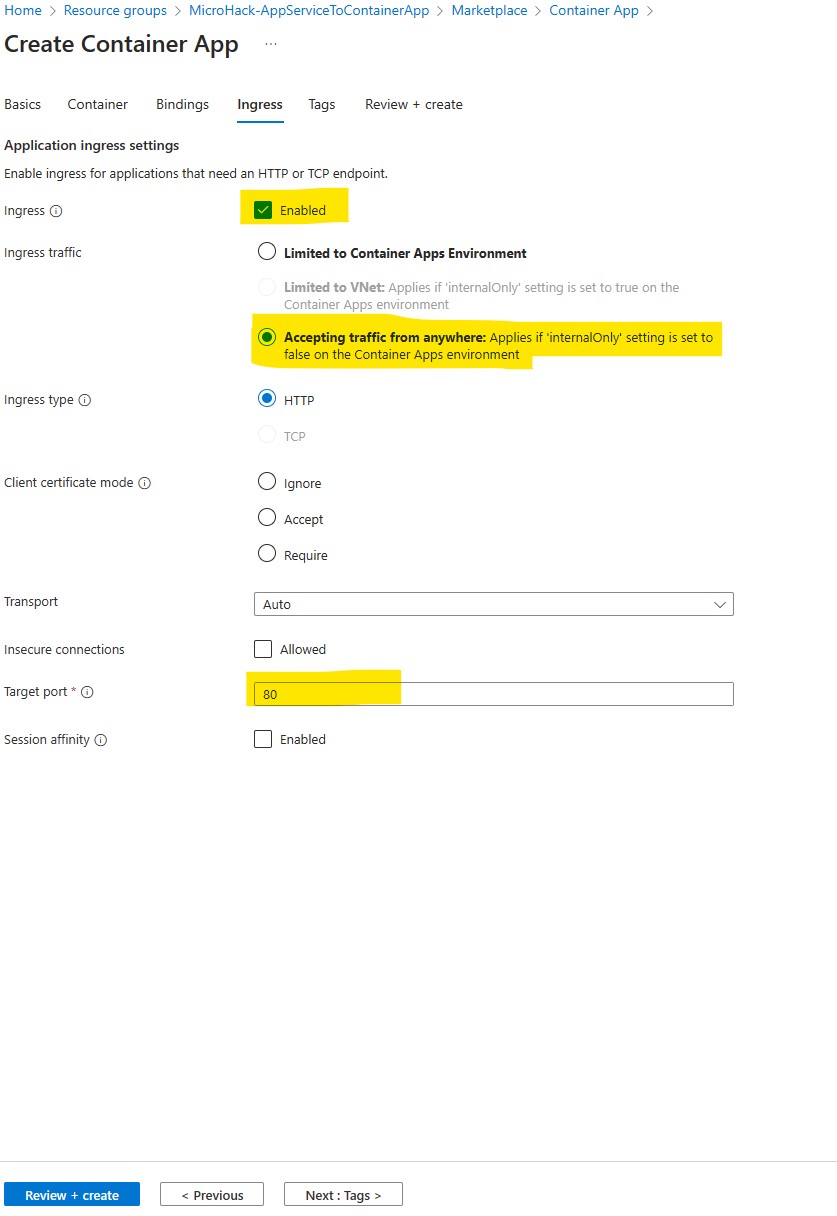 Home > Resource groups > MicroHack-AppServiceToContainerApp > Marketplace > Container App >
Create Container App ...
Basics Container Bindings Ingress Tags Review + create
Application ingress settings
Enable ingress for applications that need an HTTP or TCP endpoint.
Ingress Enabled
Ingress traffic Limited to Container Apps Environment
Limited to VNet: Applies if 'internalOnly' setting is set to true on the
Container Apps environment
Accepting traffic from anywhere: Applies if 'internalOnly' setting is set to
false on the Container Apps environment
Ingress type HTTP
TCP
Client certificate mode Ignore
Accept
Require
Transport Auto
Insecure connections Allowed
Target port * 80
Session affinity Enabled
Review + create < Previous Next : Tags >